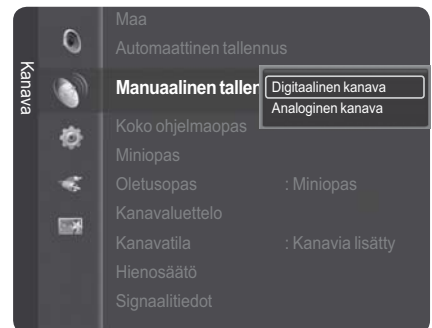 Kanava
Maa
Automaattinen tallennus
Manuaalinen taller
Digitaalinen kanava
Analoginen kanava
Koko ohjelmaopas
Miniopas
Oletusopas : Miniopas
Kanavaluettelo
Kanavatila : Kanavia lisätty
Hienosäätö
Signaalitiedot